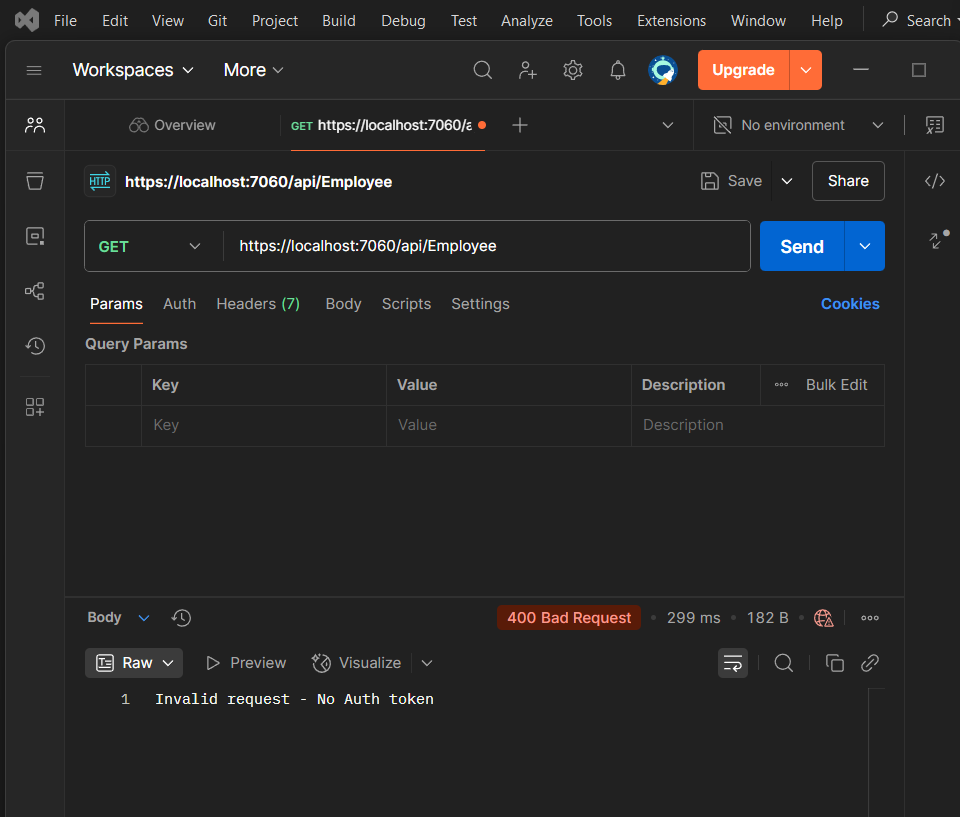 File Edit View Git Project Build Debug Test Analyze Tools Extensions Window Help Search
Workspaces More Upgrade
Overview GET https://localhost:7060/a No environment
HTTP https://localhost:7060/api/Employee Save Share
GET https://localhost:7060/api/Employee Send
Params Auth Headers (7) Body Scripts Settings Cookies
Query Params
Key Value Description Bulk Edit
Key Value Description
Body 400 Bad Request 299 ms 182 B
Raw Preview Visualize
1 Invalid request - No Auth token